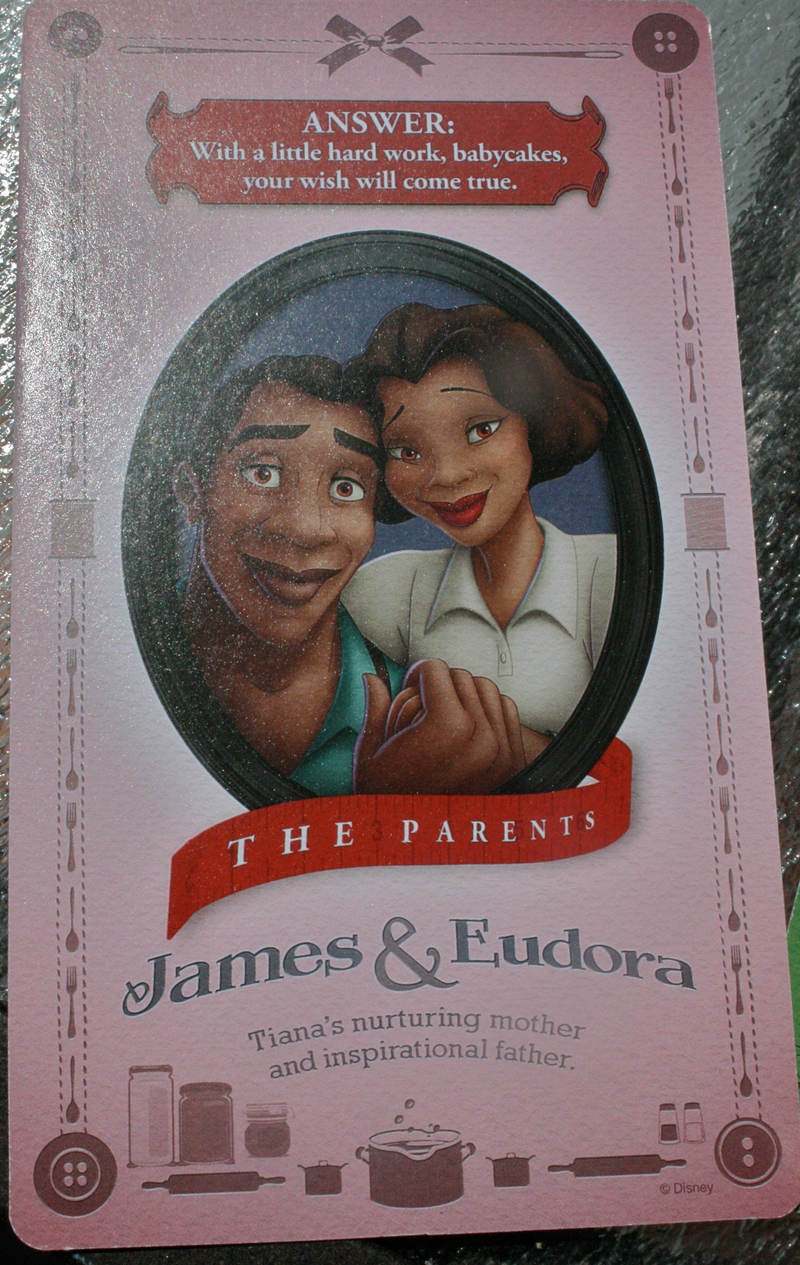 ANSWER:
With a little hard work, babycakes,
your wish will come true.
THE PARENTS
James & Eudora
Tiana's nurturing mother
and inspirational father.
© Disney